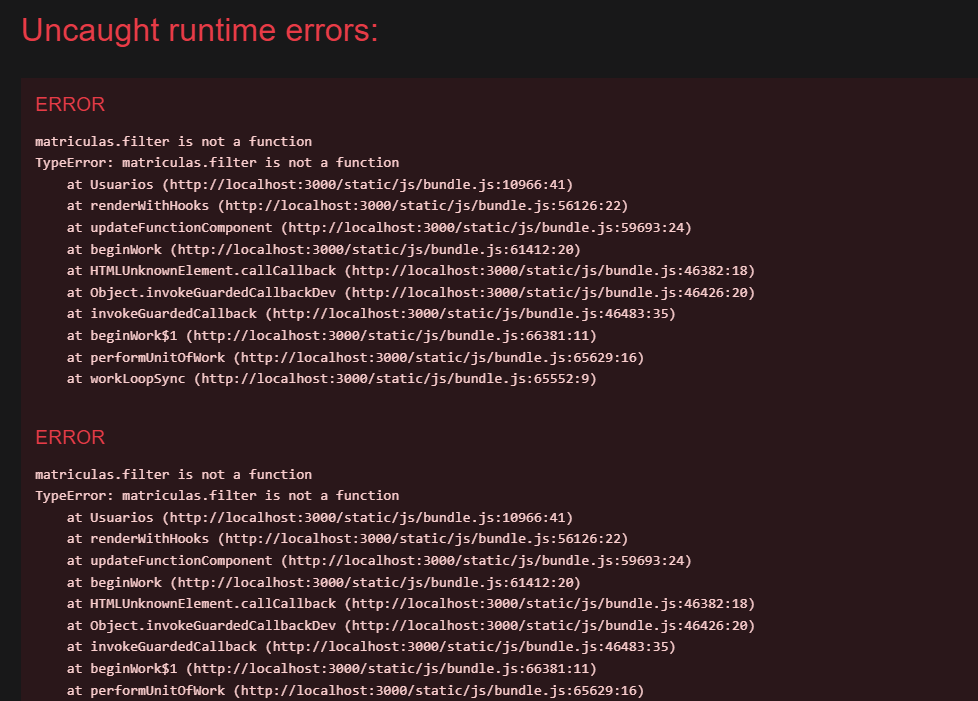 Uncaught runtime errors:
ERROR
matriculas.filter is not a function
TypeError: matriculas.filter is not a function
at Usuarios (http://localhost:3000/static/js/bundle.js:10966:41)
at renderWithHooks (http://localhost:3000/static/js/bundle.js:56126:22)
at updateFunctionComponent (http://localhost:3000/static/js/bundle.js:59693:24)
at beginWork (http://localhost:3000/static/js/bundle.js:61412:20)
at HTMLUnknownElement.callCallback (http://localhost:3000/static/js/bundle.js:46382:18)
at Object.invokeGuardedCallbackDev (http://localhost:3000/static/js/bundle.js:46426:20)
at invokeGuardedCallback (http://localhost:3000/static/js/bundle.js:46483:35)
at beginWork$1 (http://localhost:3000/static/js/bundle.js:66381:11)
at performUnitOfWork (http://localhost:3000/static/js/bundle.js:65629:16)
at workLoopSync (http://localhost:3000/static/js/bundle.js:65552:9)
ERROR
matriculas.filter is not a function
TypeError: matriculas.filter is not a function
at Usuarios (http://localhost:3000/static/js/bundle.js:10966:41)
at renderWithHooks (http://localhost:3000/static/js/bundle.js:56126:22)
at updateFunctionComponent (http://localhost:3000/static/js/bundle.js:59693:24)
at beginWork (http://localhost:3000/static/js/bundle.js:61412:20)
at HTMLUnknownElement.callCallback (http://localhost:3000/static/js/bundle.js:46382:18)
at Object.invokeGuardedCallbackDev (http://localhost:3000/static/js/bundle.js:46426:20)
at invokeGuardedCallback (http://localhost:3000/static/js/bundle.js:46483:35)
at beginWork$1 (http://localhost:3000/static/js/bundle.js:66381:11)
at performUnitOfWork (http://localhost:3000/static/js/bundle.js:65629:16)